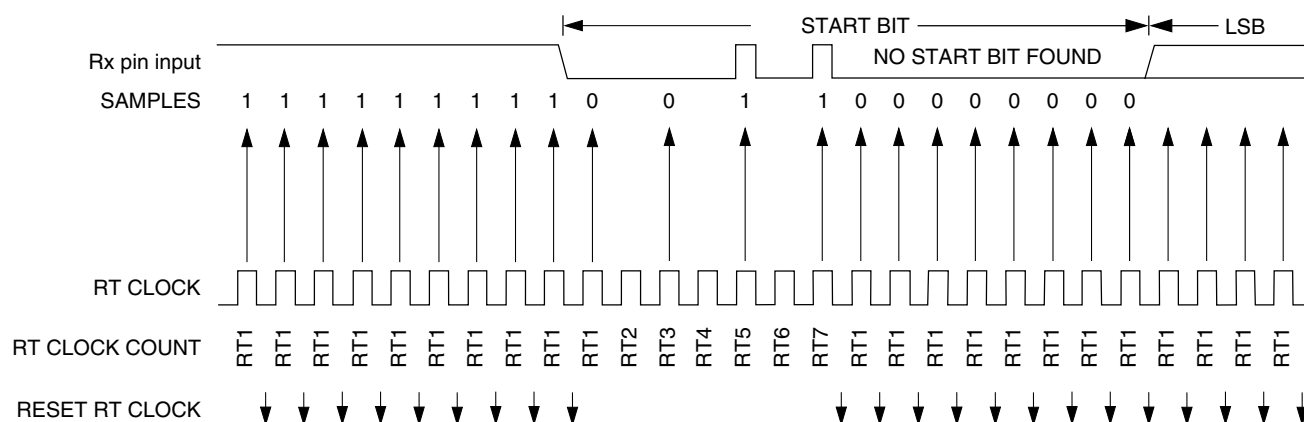 START BIT
LSB
Rx pin input
NO START BIT FOUND
SAMPLES 1 1 1 1 1 1 1 1 1 0 0 1 1 0 0 0 0 0 0 0 0
RT CLOCK
RT CLOCK COUNT RT1 RT1 RT1 RT1 RT1 RT1 RT1 RT1 RT1 RT1 RT2 RT3 RT4 RT5 RT6 RT7 RT1 RT1 RT1 RT1 RT1 RT1 RT1 RT1 RT1 RT1 RT1 RT1
RESET RT CLOCK